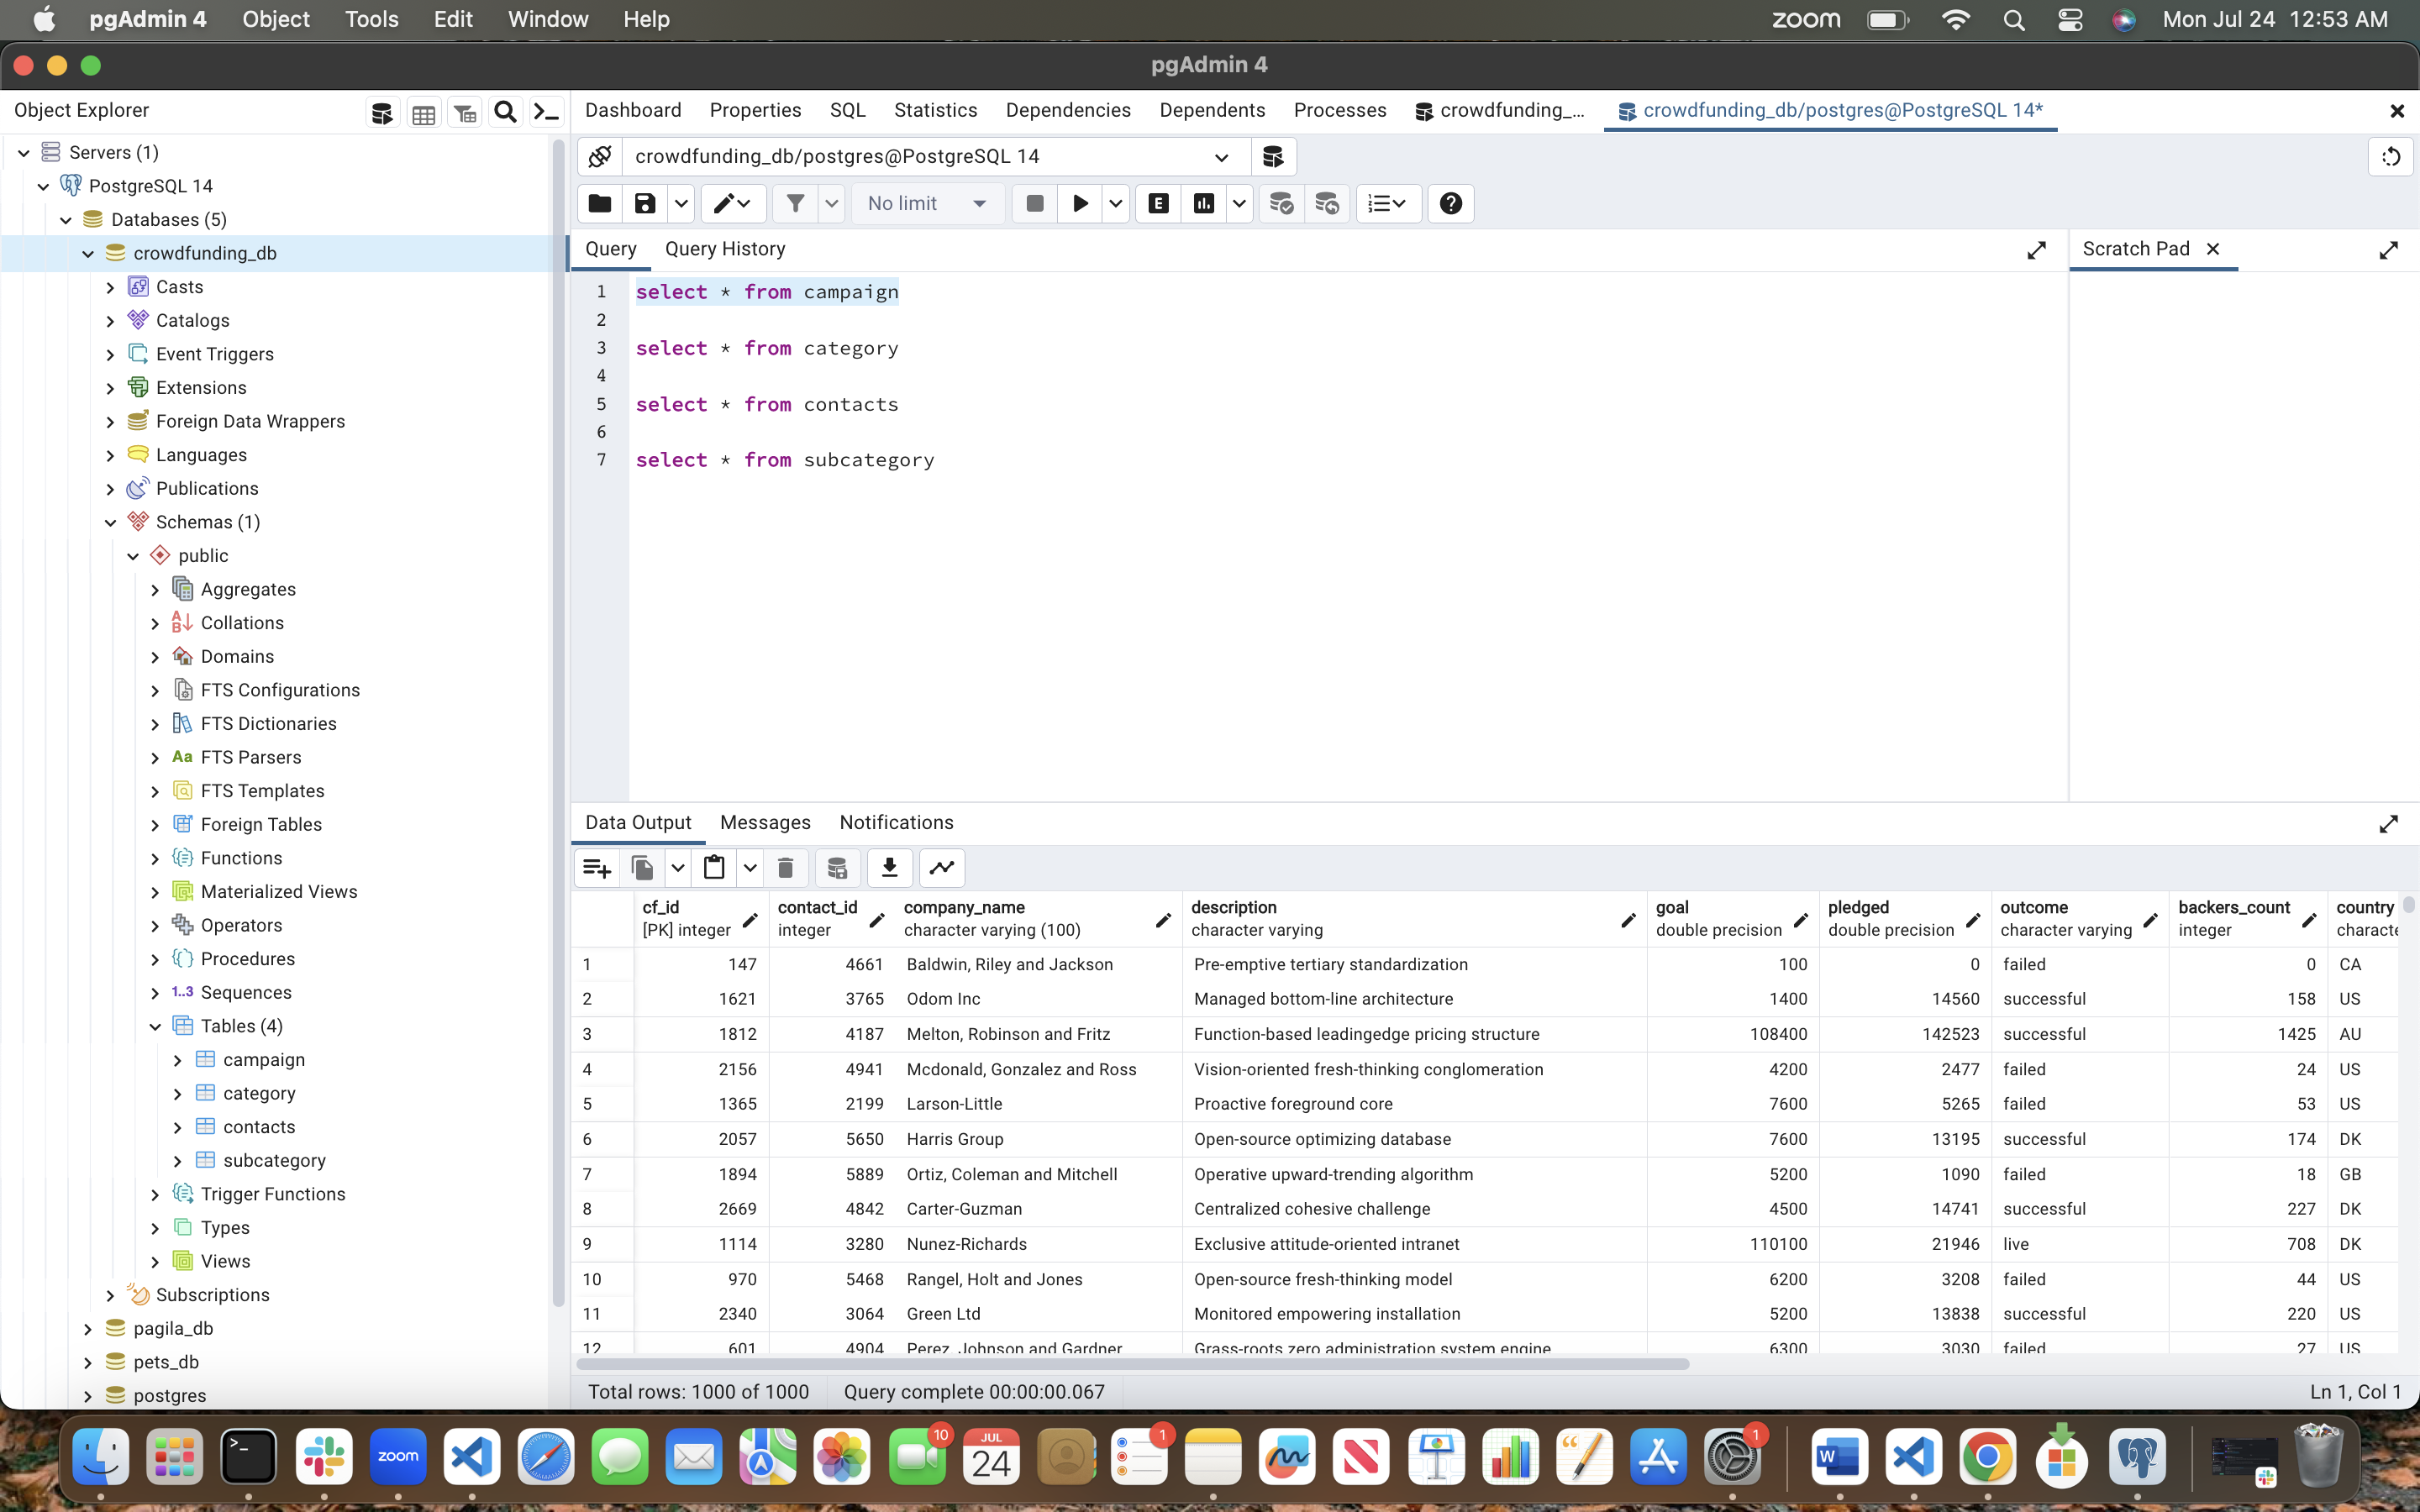 pgAdmin 4 Object Tools Edit Window Help zoom Mon Jul 24 12:53 AM
pgAdmin 4
Object Explorer
Servers (1)
PostgreSQL 14
Databases (5)
crowdfunding_db
Casts
Catalogs
Event Triggers
Extensions
Foreign Data Wrappers
Languages
Publications
Schemas (1)
public
Aggregates
Collations
Domains
FTS Configurations
FTS Dictionaries
Aa FTS Parsers
FTS Templates
Foreign Tables
Functions
Materialized Views
Operators
Procedures
1..3 Sequences
Tables (4)
campaign
category
contacts
subcategory
Trigger Functions
Types
Views
Subscriptions
pagila_db
pets_db
postgres
Dashboard Properties SQL Statistics Dependencies Dependents Processes crowdfunding_... crowdfunding_db/postgres@PostgreSQL 14*
crowdfunding_db/postgres@PostgreSQL 14
No limit E
Query Query History Scratch Pad
1 select * from campaign
2
3 select * from category
4
5 select * from contacts
6
7 select * from subcategory
Data Output Messages Notifications
cf_id contact_id company_name description goal pledged outcome backers_count country
[PK] integer integer character varying (100) character varying double precision double precision character varying integer characte
1 147 4661 Baldwin, Riley and Jackson Pre-emptive tertiary standardization 100 0 failed 0 CA
2 1621 3765 Odom Inc Managed bottom-line architecture 1400 14560 successful 158 US
3 1812 4187 Melton, Robinson and Fritz Function-based leadingedge pricing structure 108400 142523 successful 1425 AU
4 2156 4941 Mcdonald, Gonzalez and Ross Vision-oriented fresh-thinking conglomeration 4200 2477 failed 24 US
5 1365 2199 Larson-Little Proactive foreground core 7600 5265 failed 53 US
6 2057 5650 Harris Group Open-source optimizing database 7600 13195 successful 174 DK
7 1894 5889 Ortiz, Coleman and Mitchell Operative upward-trending algorithm 5200 1090 failed 18 GB
8 2669 4842 Carter-Guzman Centralized cohesive challenge 4500 14741 successful 227 DK
9 1114 3280 Nunez-Richards Exclusive attitude-oriented intranet 110100 21946 live 708 DK
10 970 5468 Rangel, Holt and Jones Open-source fresh-thinking model 6200 3208 failed 44 US
11 2340 3064 Green Ltd Monitored empowering installation 5200 13838 successful 220 US
12 601 4904 Perez, Johnson and Gardner Grass-roots zero administration system engine 6300 3030 failed 27 US
Total rows: 1000 of 1000 Query complete 00:00:00.067 Ln 1, Col 1
zoom 10 JUL 24 1 1 W